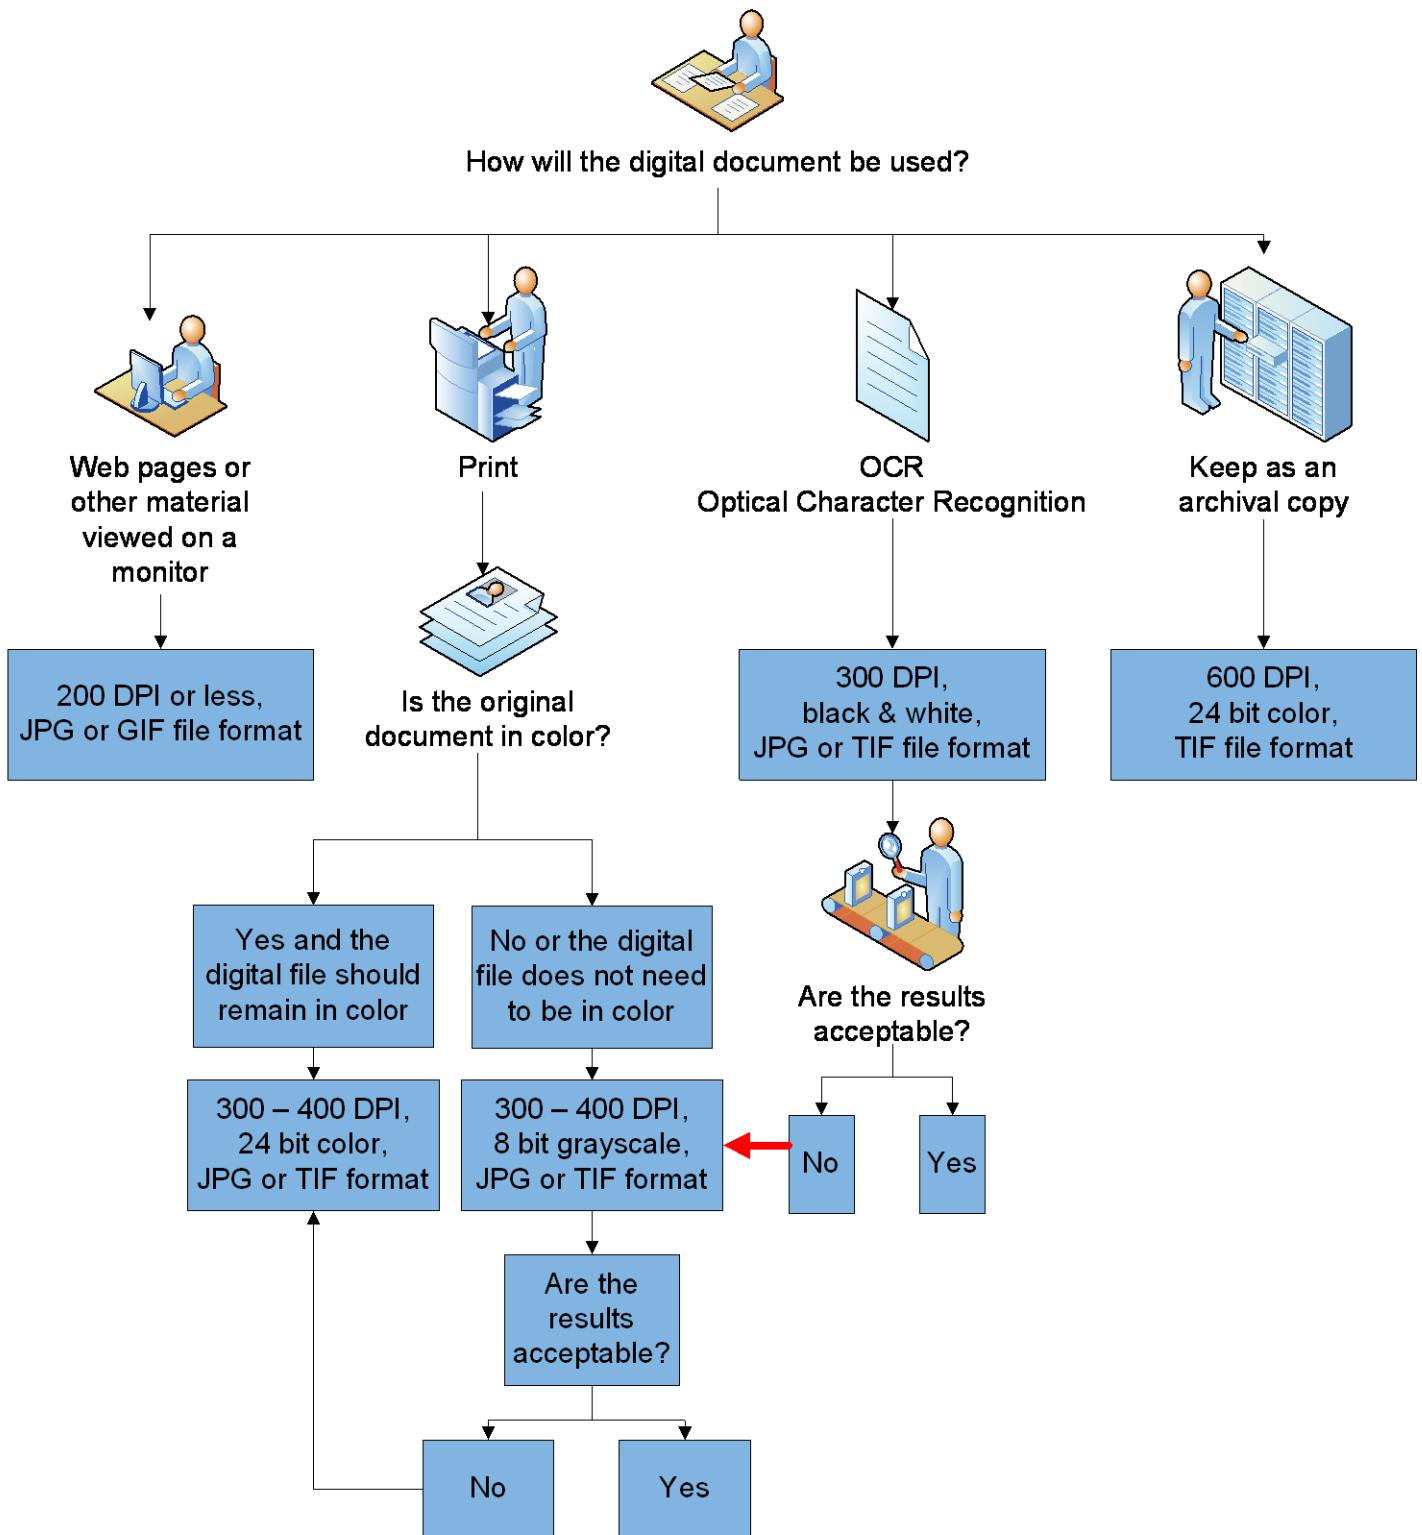 How will the digital document be used?
Web pages or
other material
viewed on a
monitor
Print
OCR
Optical Character Recognition
Keep as an
archival copy
200 DPI or less,
JPG or GIF file format
Is the original
document in color?
300 DPI,
black & white,
JPG or TIF file format
600 DPI,
24 bit color,
TIF file format
Yes and the
digital file should
remain in color
No or the digital
file does not need
to be in color
Are the results
acceptable?
300 – 400 DPI,
24 bit color,
JPG or TIF format
300 – 400 DPI,
8 bit grayscale,
JPG or TIF format
No
Yes
Are the
results
acceptable?
No
Yes